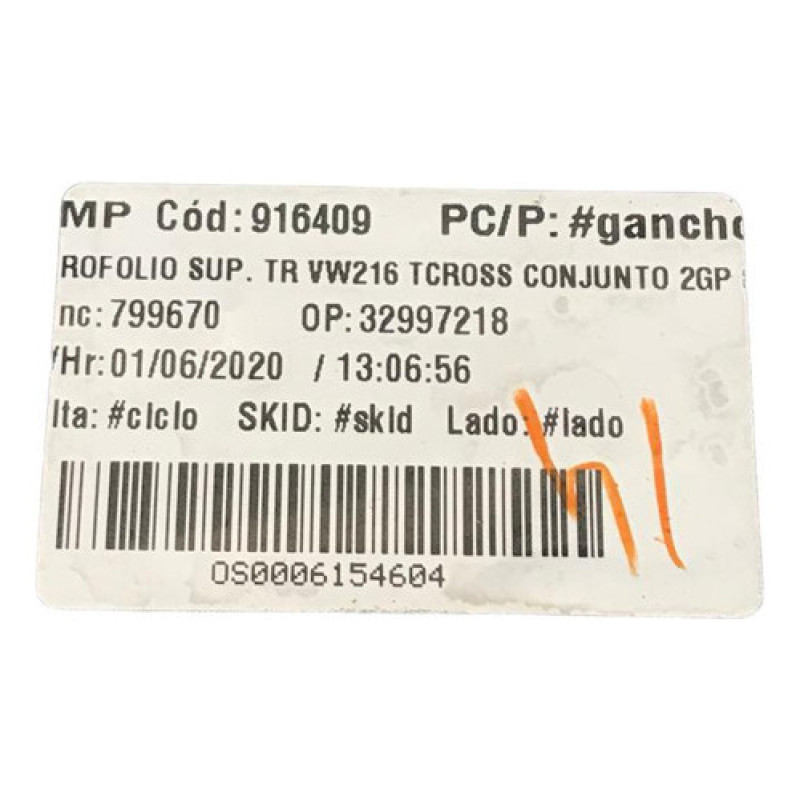 MP Cód:916409 PC/P: #gancho
ROFOLIO SUP. TR VW216 TCROSS CONJUNTO 2GP
nc:799670 OP:32997218
/Hr:01/06/2020 / 13:06:56
lta: #ciclo SKID: #skid Lado: #lado
OS0006154604